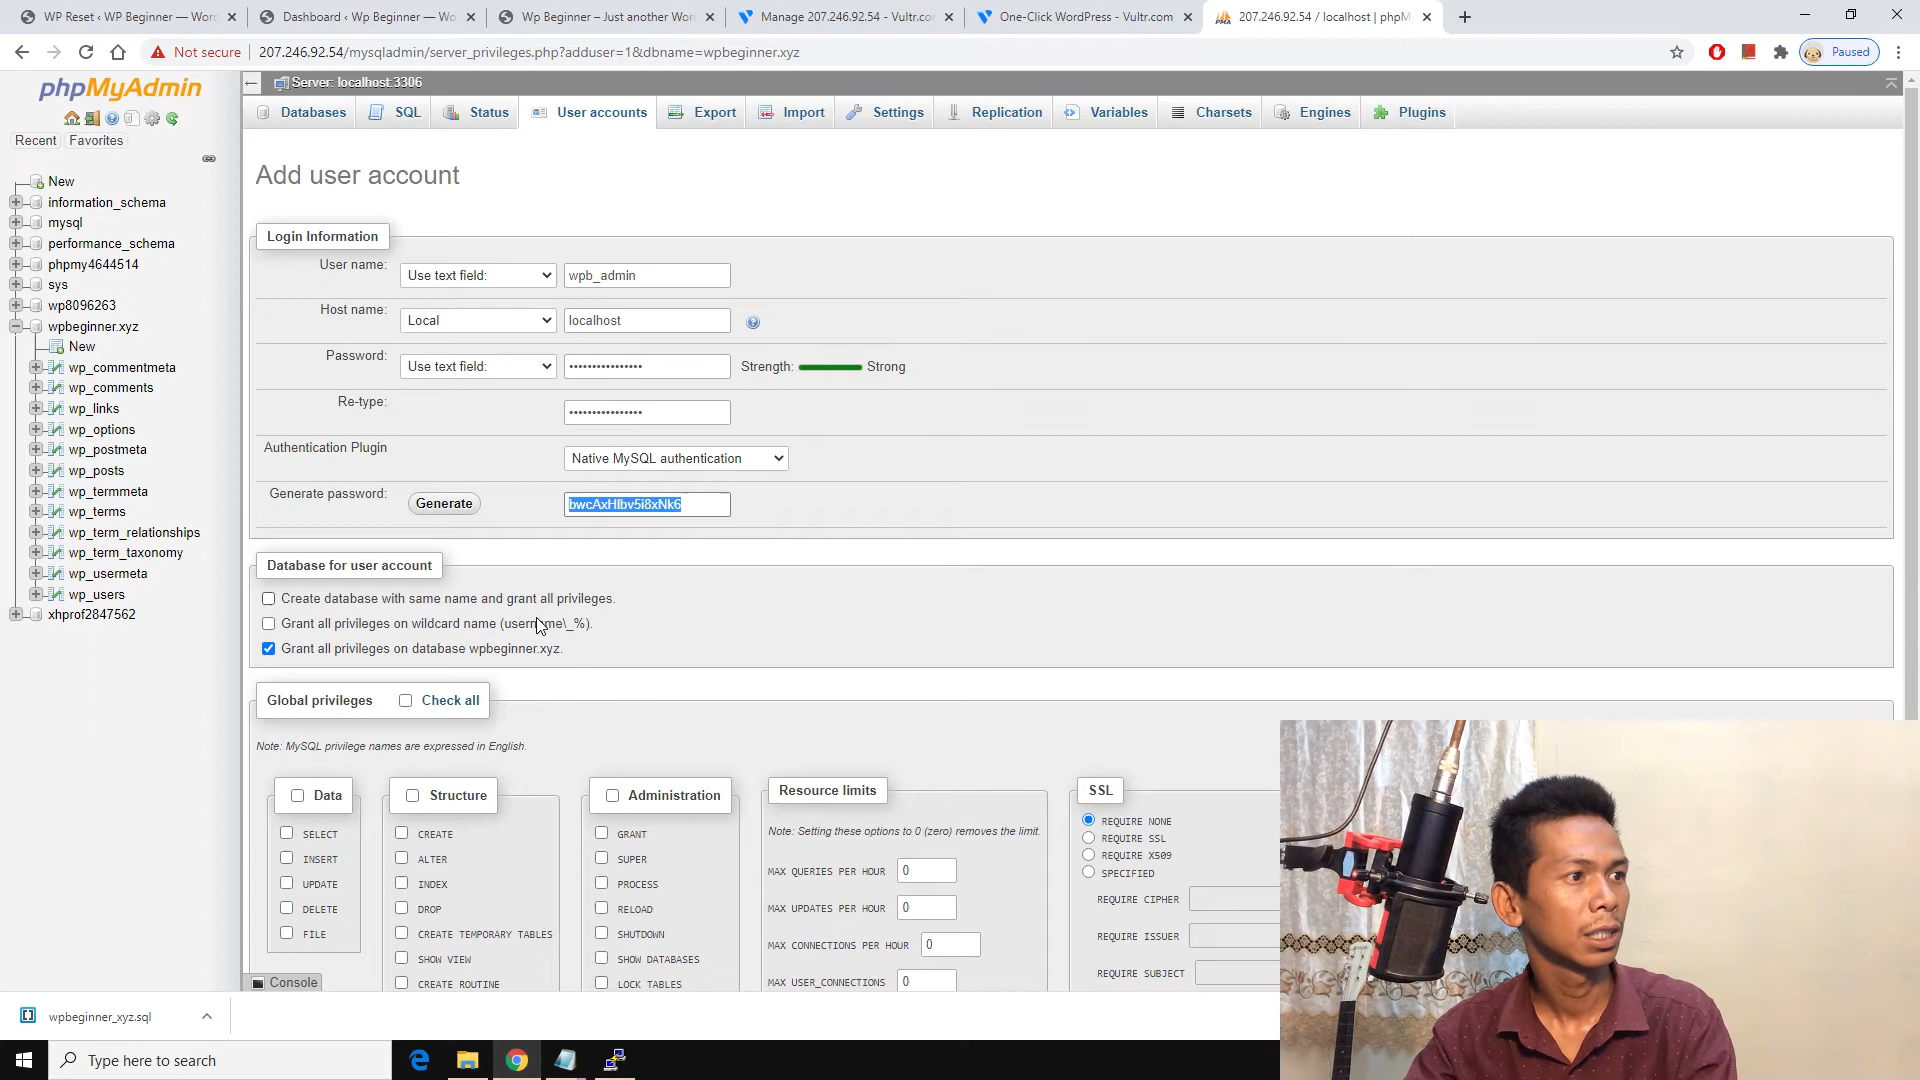 WP Reset ‹ WP Beginner — Wor
Dashboard ‹ Wp Beginner — Wo
Wp Beginner – Just another Wor
Manage 207.246.92.54 - Vultr.co
One-Click WordPress - Vultr.com
207.246.92.54 / localhost | phpM
Not secure
207.246.92.54/mysqladmin/server_privileges.php?adduser=1&dbname=wpbeginner.xyz
Paused
phpMyAdmin
Recent
Favorites
New
information_schema
mysql
performance_schema
phpmy4644514
sys
wp8096263
wpbeginner.xyz
New
wp_commentmeta
wp_comments
wp_links
wp_options
wp_postmeta
wp_posts
wp_termmeta
wp_terms
wp_term_relationships
wp_term_taxonomy
wp_usermeta
wp_users
xhprof2847562
Server: localhost:3306
Databases
SQL
Status
User accounts
Export
Import
Settings
Replication
Variables
Charsets
Engines
Plugins
Add user account
Login Information
User name:
Use text field:
wpb_admin
Host name:
Local
localhost
Password:
Use text field:
Strength:
Strong
Re-type:
Authentication Plugin
Native MySQL authentication
Generate password:
Generate
Database for user account
Create database with same name and grant all privileges.
Grant all privileges on wildcard name (username\_%).
Grant all privileges on database wpbeginner.xyz.
Global privileges
Check all
Note: MySQL privilege names are expressed in English.
Data
SELECT
INSERT
UPDATE
DELETE
FILE
Structure
CREATE
ALTER
INDEX
DROP
CREATE TEMPORARY TABLES
SHOW VIEW
CREATE ROUTINE
Administration
GRANT
SUPER
PROCESS
RELOAD
SHUTDOWN
SHOW DATABASES
LOCK TABLES
Resource limits
Note: Setting these options to 0 (zero) removes the limit.
MAX QUERIES PER HOUR
0
MAX UPDATES PER HOUR
0
MAX CONNECTIONS PER HOUR
0
MAX USER_CONNECTIONS
0
SSL
REQUIRE NONE
REQUIRE SSL
REQUIRE X509
SPECIFIED
REQUIRE CIPHER
REQUIRE ISSUER
REQUIRE SUBJECT
Console
wpbeginner_xyz.sql
Type here to search